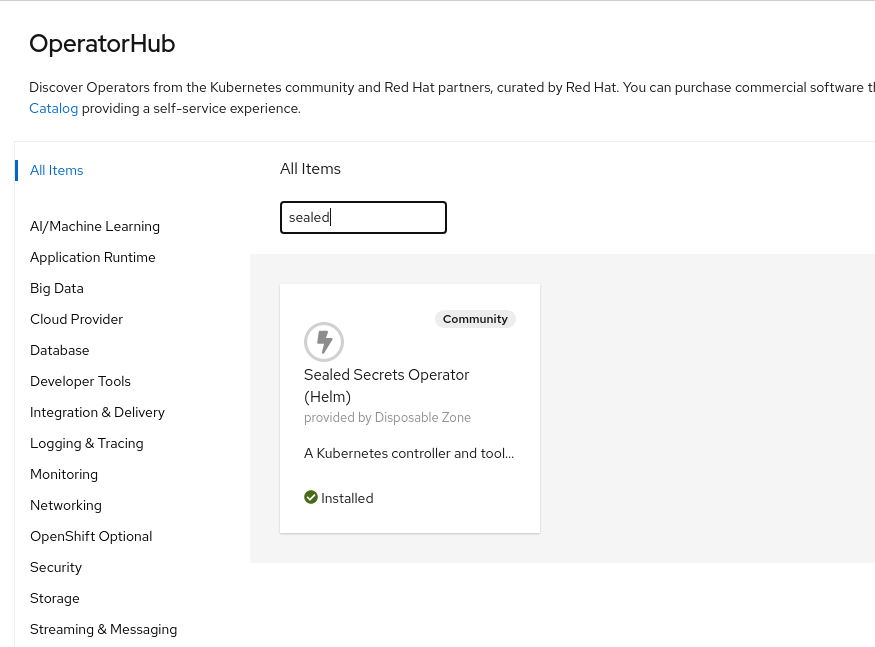 OperatorHub
Discover Operators from the Kubernetes community and Red Hat partners, curated by Red Hat. You can purchase commercial software
Catalog providing a self-service experience.
All Items
AI/Machine Learning
Application Runtime
Big Data
Cloud Provider
Database
Developer Tools
Integration & Delivery
Logging & Tracing
Monitoring
Networking
OpenShift Optional
Security
Storage
Streaming & Messaging
All Items
sealed
Community
Sealed Secrets Operator
(Helm)
provided by Disposable Zone
A Kubernetes controller and tool...
Installed